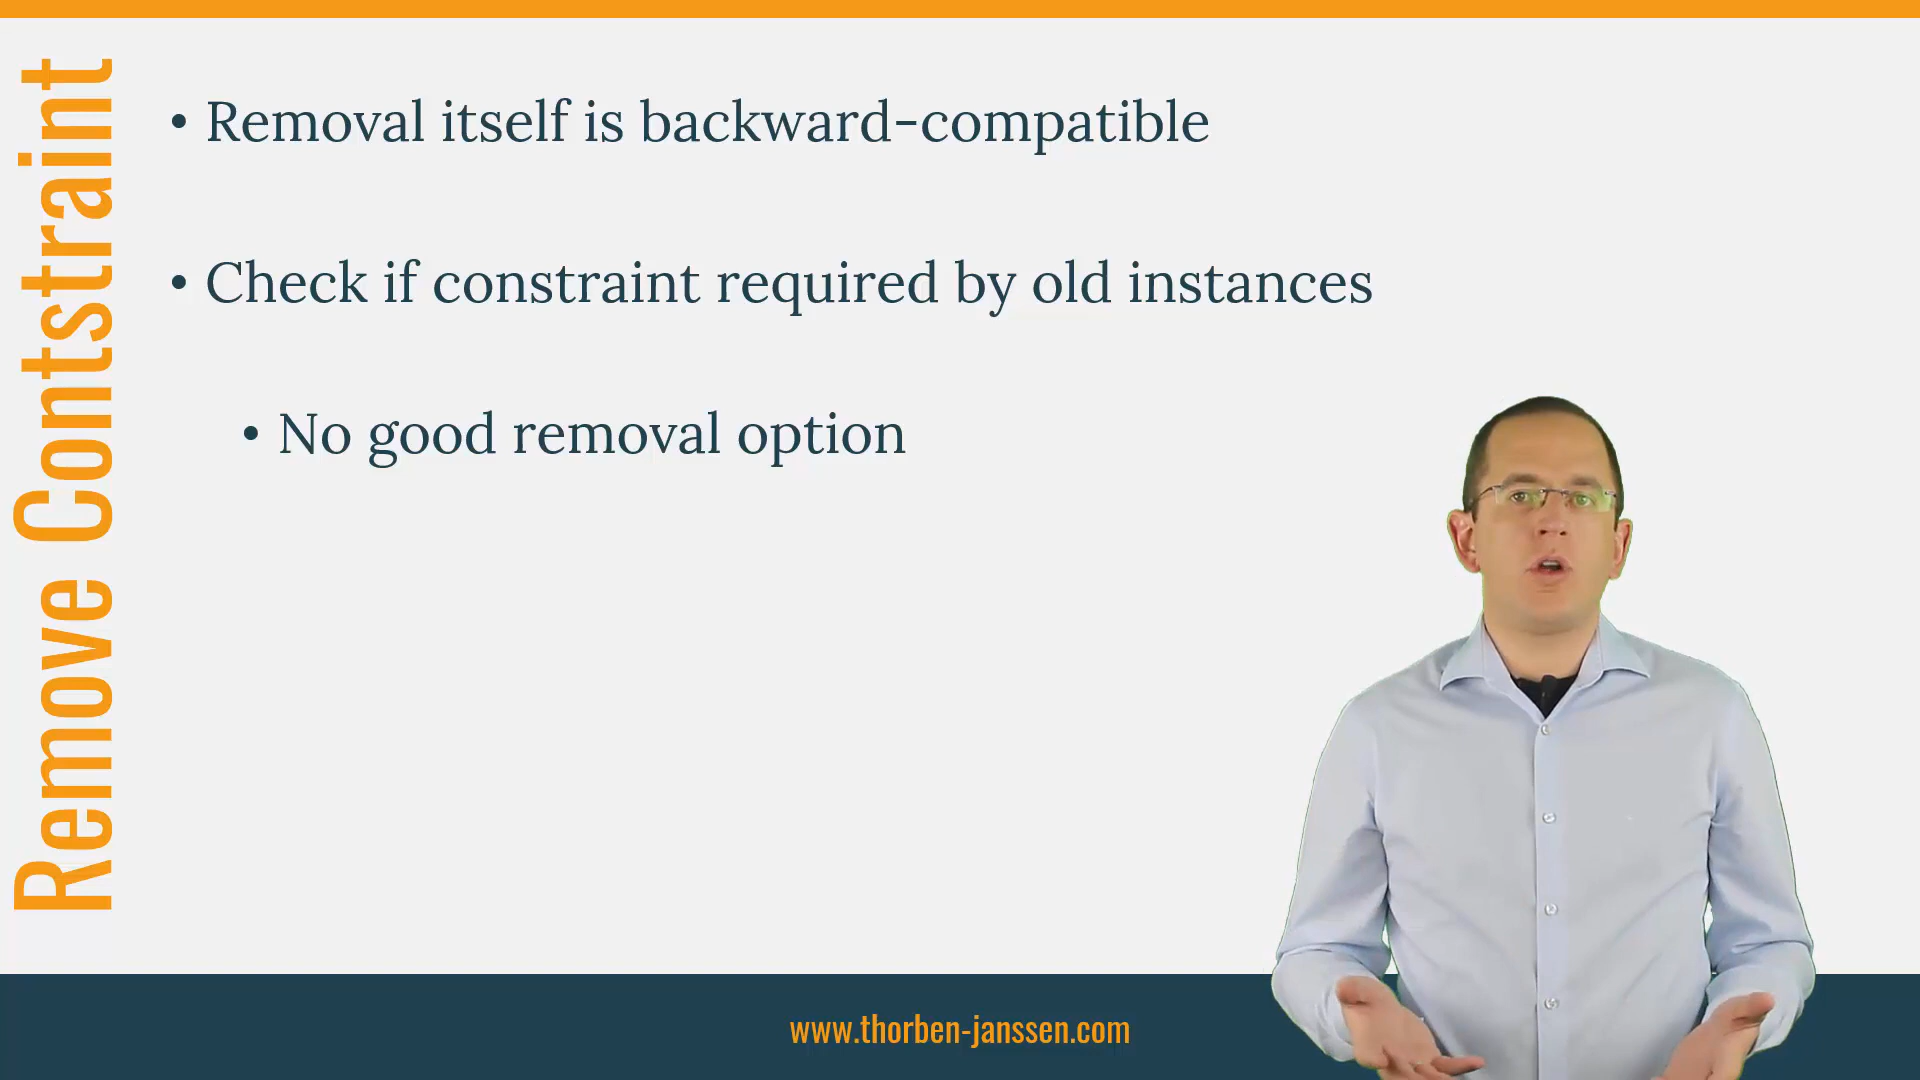 Remove Contstraint
• Removal itself is backward-compatible
• Check if constraint required by old instances
• No good removal option
www.thorben-janssen.com